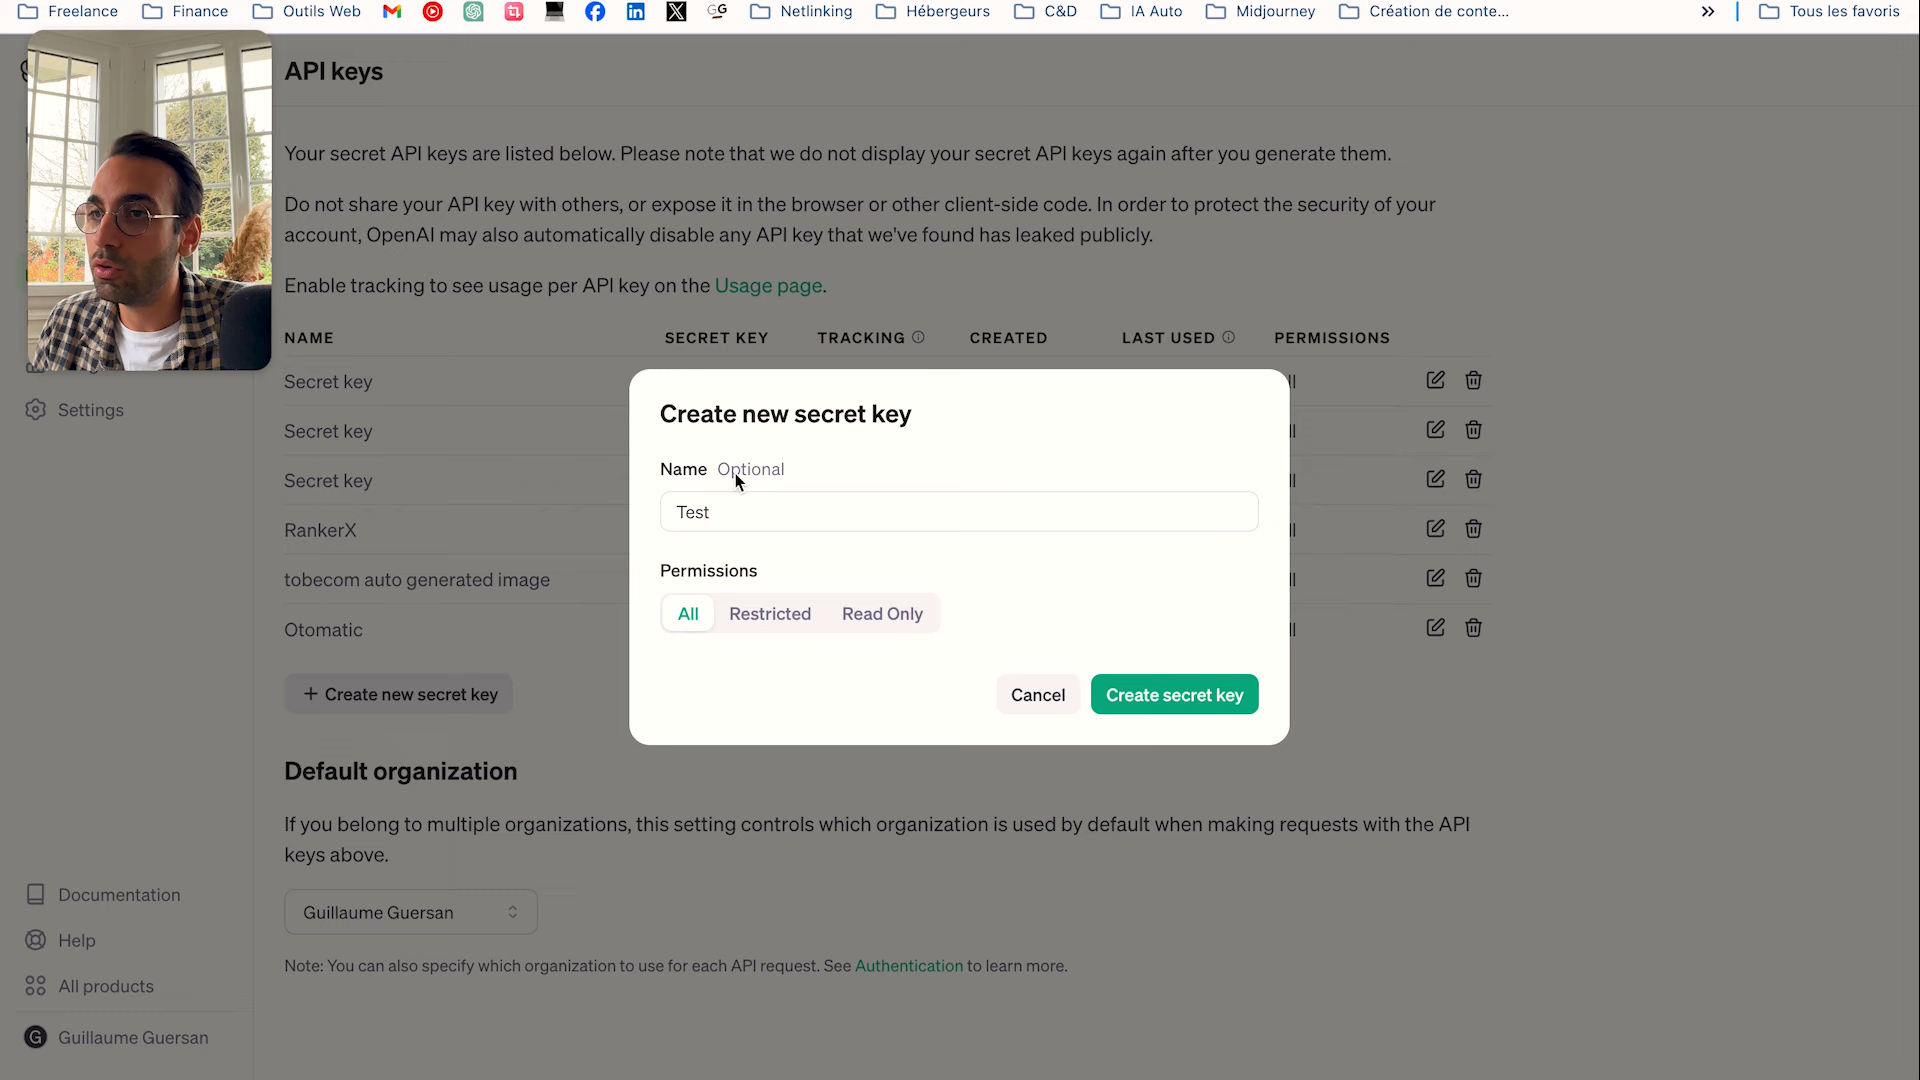 Freelance Finance Outils Web GG Netlinking Hébergeurs C&D IA Auto Midjourney Création de conte... Tous les favoris
API keys
Your secret API keys are listed below. Please note that we do not display your secret API keys again after you generate them.
Do not share your API key with others, or expose it in the browser or other client-side code. In order to protect the security of your
account, OpenAI may also automatically disable any API key that we've found has leaked publicly.
Enable tracking to see usage per API key on the Usage page.
NAME SECRET KEY TRACKING CREATED LAST USED PERMISSIONS
Secret key
Secret key
Secret key
RankerX
tobecom auto generated image
Otomatic
+ Create new secret key
Create new secret key
Name Optional
Test
Permissions
All Restricted Read Only
Cancel Create secret key
Default organization
If you belong to multiple organizations, this setting controls which organization is used by default when making requests with the API
keys above.
Guillaume Guersan
Note: You can also specify which organization to use for each API request. See Authentication to learn more.
Settings
Documentation
Help
All products
G Guillaume Guersan